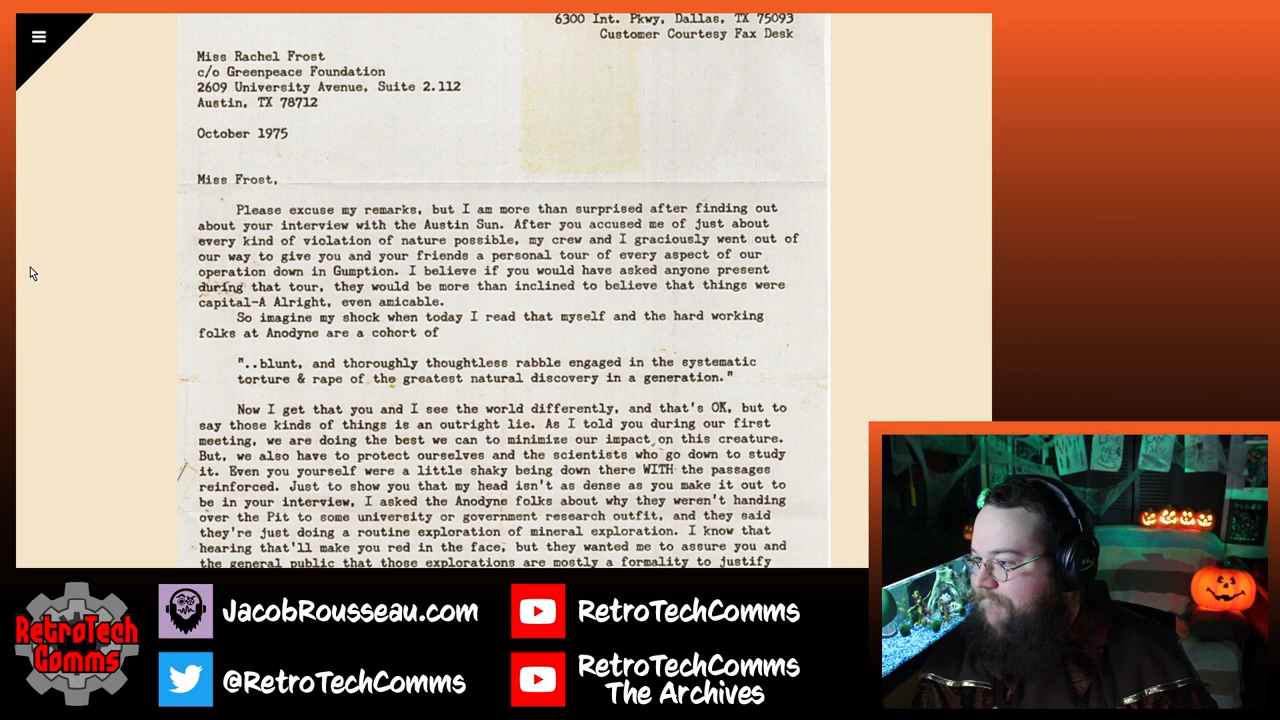 6300 Int. Pkwy, Dallas, TX 75093
Customer Courtesy Fax Desk
Miss Rachel Frost
c/o Greenpeace Foundation
2609 University Avenue, Suite 2.112
Austin, TX 78712
October 1975
Miss Frost,
Please excuse my remarks, but I am more than surprised after finding out
about your interview with the Austin Sun. After you accused me of just about
every kind of violation of nature possible, my crew and I graciously went out of
our way to give you and your friends a personal tour of every aspect of our
operation down in Gumption. I believe if you would have asked anyone present
during that tour, they would be more than inclined to believe that things were
capital-A Alright, even amicable.
So imagine my shock when today I read that myself and the hard working
folks at Anodyne are a cohort of
"..blunt, and thoroughly thoughtless rabble engaged in the systematic
torture & rape of the greatest natural discovery in a generation."
Now I get that you and I see the world differently, and that's OK, but to
say those kinds of things is an outright lie. As I told you during our first
meeting, we are doing the best we can to minimize our impact on this creature.
But, we also have to protect ourselves and the scientists who go down to study
it. Even you yourself were a little shaky being down there WITH the passages
reinforced. Just to show you that my head isn't as dense as you make it out to
be in your interview, I asked the Anodyne folks about why they weren't handing
over the Pit to some university or government research outfit, and they said
they're just doing a routine exploration of mineral exploration. I know that
hearing that'll make you red in the face, but they wanted me to assure you and
the general public that those explorations are mostly a formality to justify
RetroTech
Comms
JacobRousseau.com
@RetroTechComms
RetroTechComms
RetroTechComms
The Archives